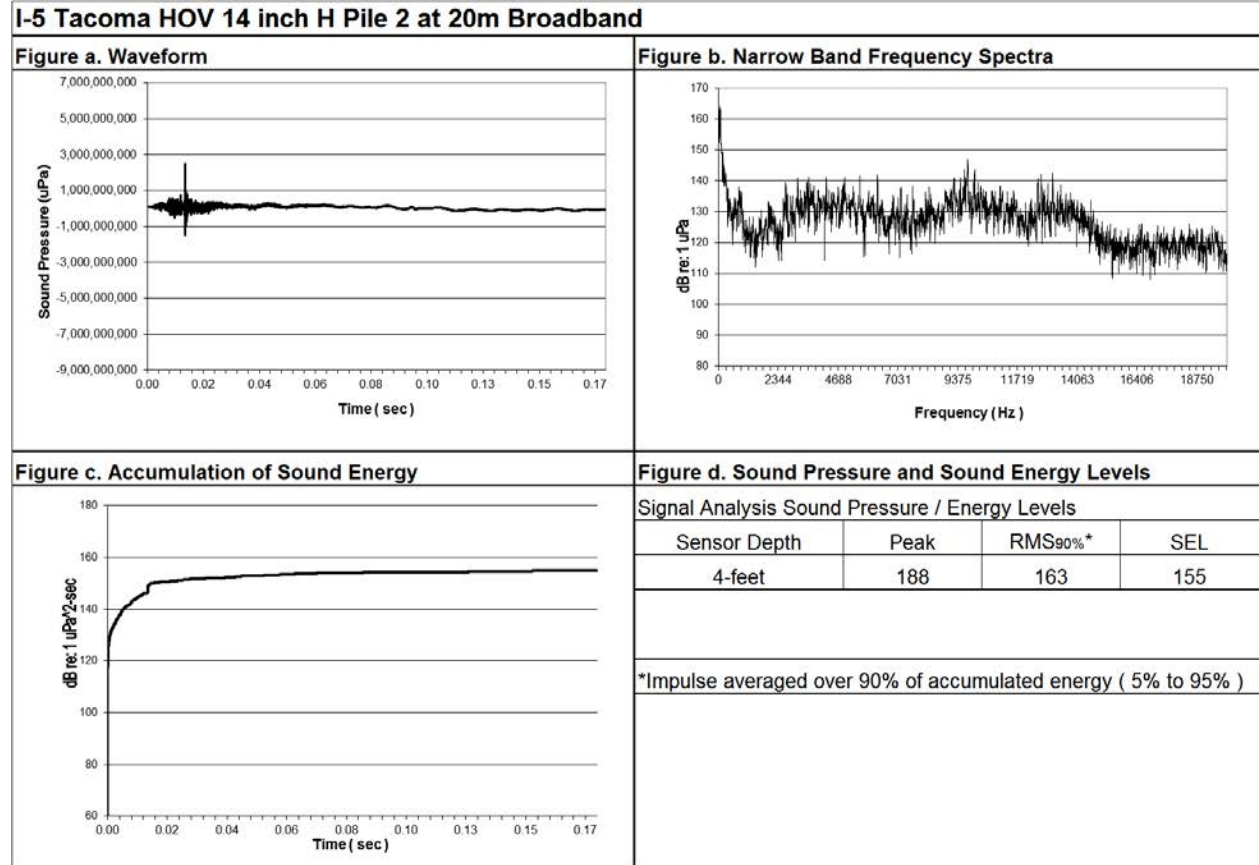 I-5 Tacoma HOV 14 inch H Pile 2 at 20m Broadband
Figure a. Waveform
7,000,000,000
5,000,000,000
3,000,000,000
1,000,000,000
-1,000,000,000
-3,000,000,000
-5,000,000,000
-7,000,000,000
-9,000,000,000
Sound Pressure (uPa)
0.00 0.02 0.04 0.06 0.08 0.10 0.13 0.15 0.17
Time ( sec )
Figure b. Narrow Band Frequency Spectra
170
160
150
140
130
120
110
100
90
80
dB re: 1 uPa
0 2344 4688 7031 9375 11719 14063 16406 18750
Frequency ( Hz )
Figure c. Accumulation of Sound Energy
180
160
140
120
100
80
60
dB re: 1 uPa^2-sec
0.00 0.02 0.04 0.06 0.08 0.10 0.13 0.15 0.17
Time ( sec )
Figure d. Sound Pressure and Sound Energy Levels
Signal Analysis Sound Pressure / Energy Levels
Sensor Depth Peak RMS90%* SEL
4-feet 188 163 155
*Impulse averaged over 90% of accumulated energy ( 5% to 95% )